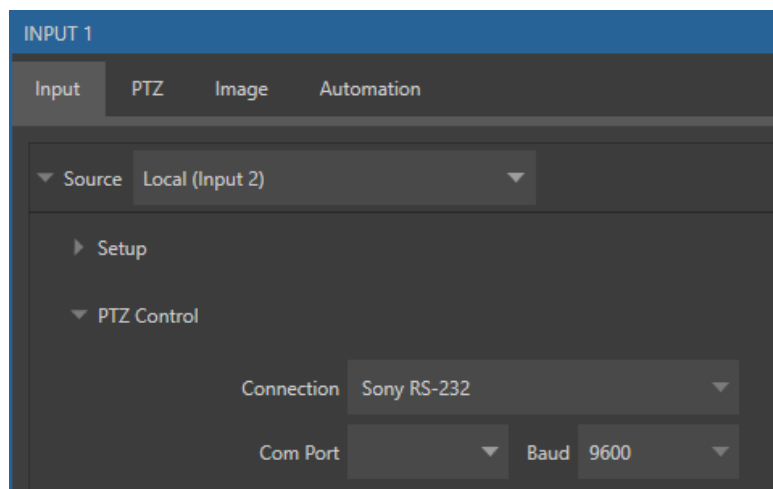 INPUT 1
Input PTZ Image Automation
Source Local (Input 2)
Setup
PTZ Control
Connection Sony RS-232
Com Port Baud 9600